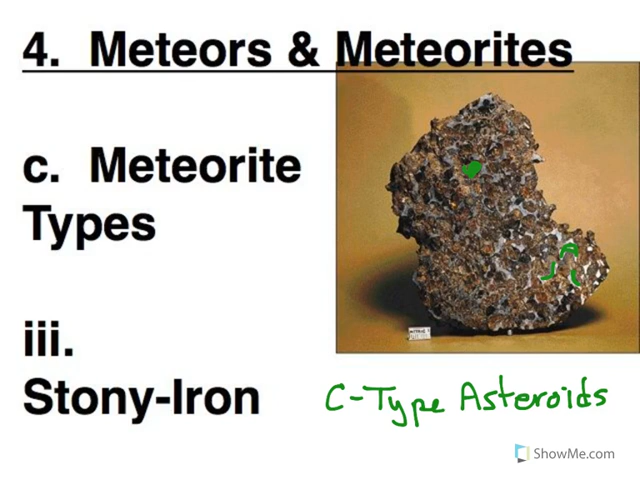 4. Meteors & Meteorites
c. Meteorite
Types
iii.
Stony-Iron
C-Type Asteroids
ShowMe.com